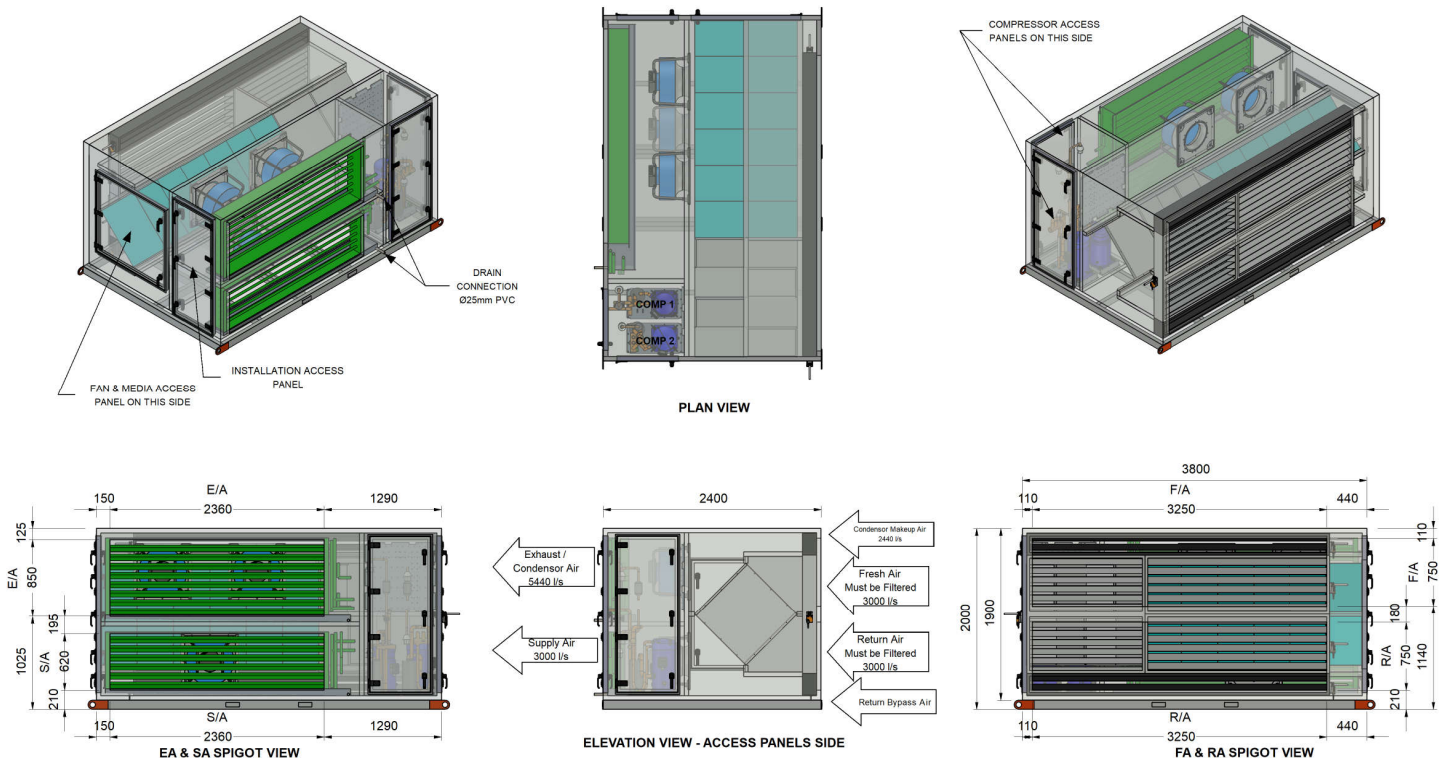 COMPRESSOR ACCESS
PANELS ON THIS SIDE
DRAIN
CONNECTION
Ø25mm PVC
INSTALLATION ACCESS
PANEL
FAN & MEDIA ACCESS
PANEL ON THIS SIDE
COMP 1
COMP 2
PLAN VIEW
E/A
150
2360
1290
125
E/A
850
195
1025
S/A
620
210
S/A
150
2360
1290
EA & SA SPIGOT VIEW
2400
Exhaust /
Condensor Air
5440 l/s
Supply Air
3000 l/s
Condensor Makeup Air
2440 l/s
Fresh Air
Must be Filtered
3000 l/s
Return Air
Must be Filtered
3000 l/s
Return Bypass Air
ELEVATION VIEW - ACCESS PANELS SIDE
3800
F/A
110
3250
440
110
F/A
750
2000
1900
180
R/A
750
1140
210
R/A
110
3250
440
FA & RA SPIGOT VIEW